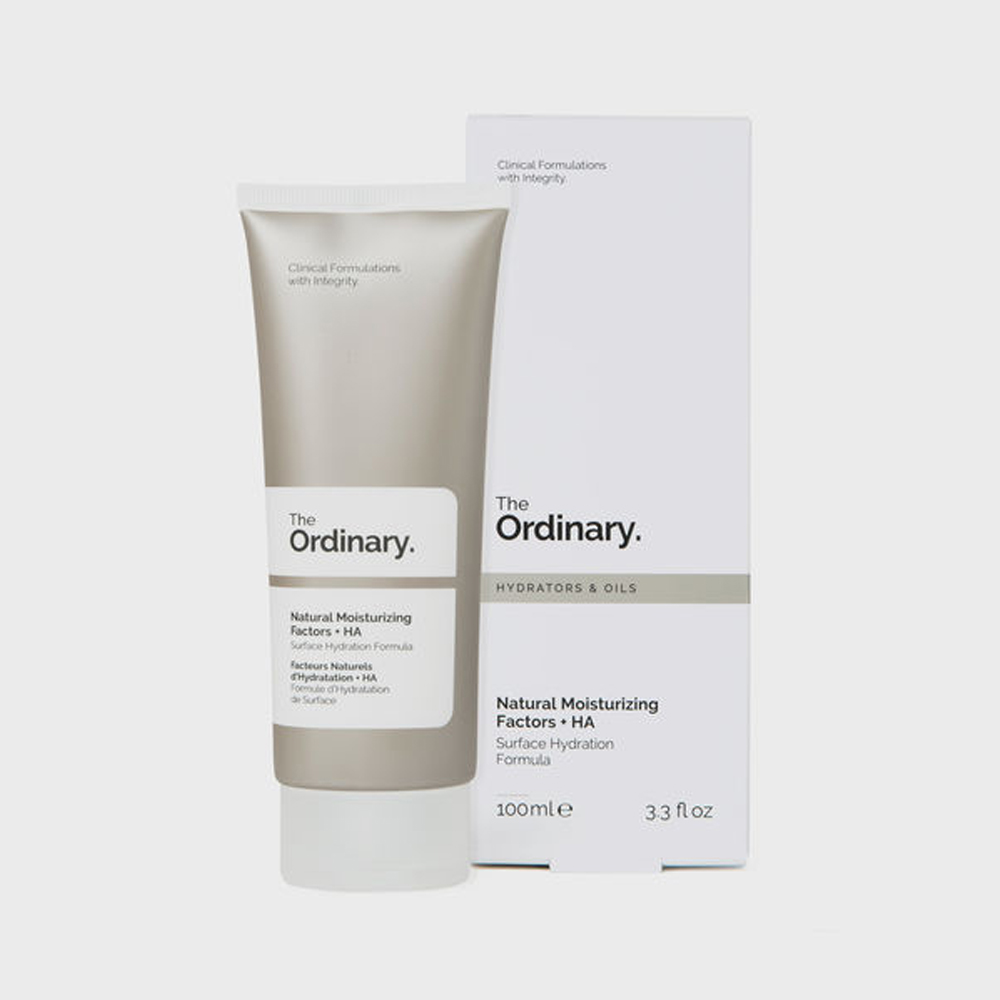 Clinical Formulations
with Integrity.
The
Ordinary.
Natural Moisturizing
Factors + HA
Surface Hydration Formula
Facteurs Naturels
d'Hydratation + HA
Formule d'Hydratation
de Surface
Clinical Formulations
with Integrity.
The
Ordinary.
HYDRATORS & OILS
Natural Moisturizing
Factors + HA
Surface Hydration
Formula
100 ml ℮ 3.3 fl oz